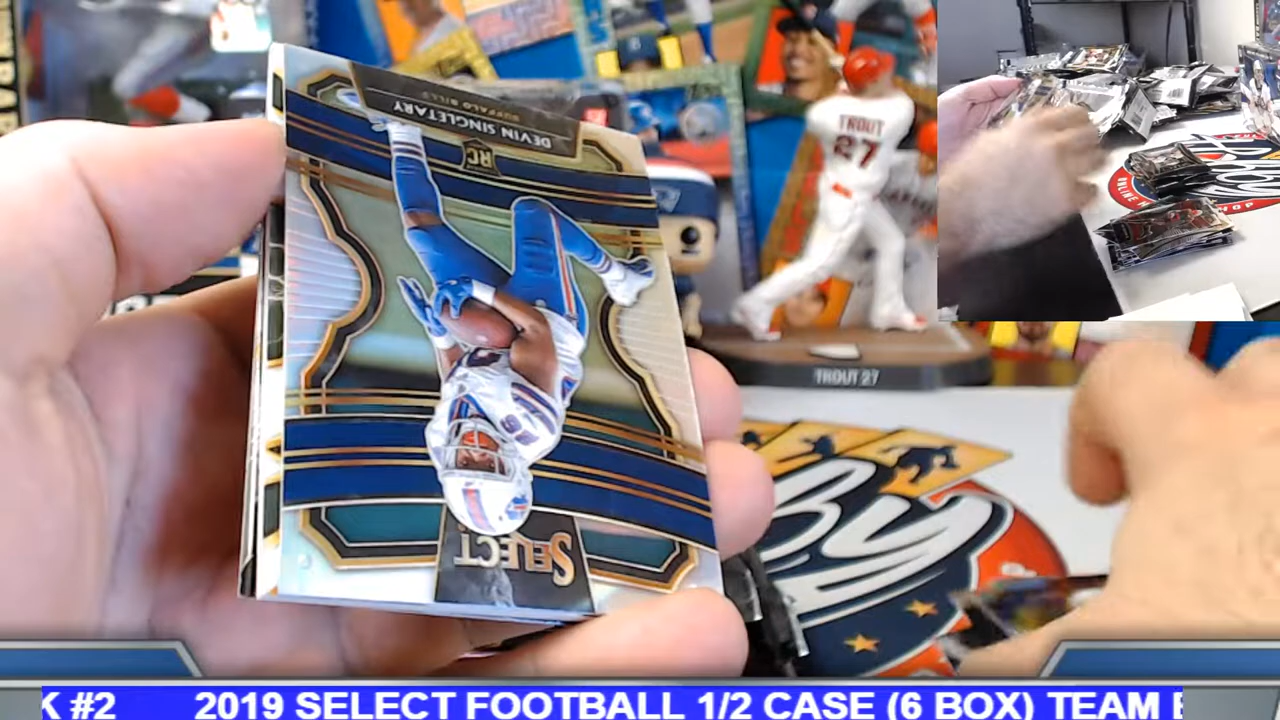 DEVIN SINGLETARY
BUFFALO BILLS
RC
SELECT
TROUT
27
TROUT 27
K #2 2019 SELECT FOOTBALL 1/2 CASE (6 BOX) TEAM